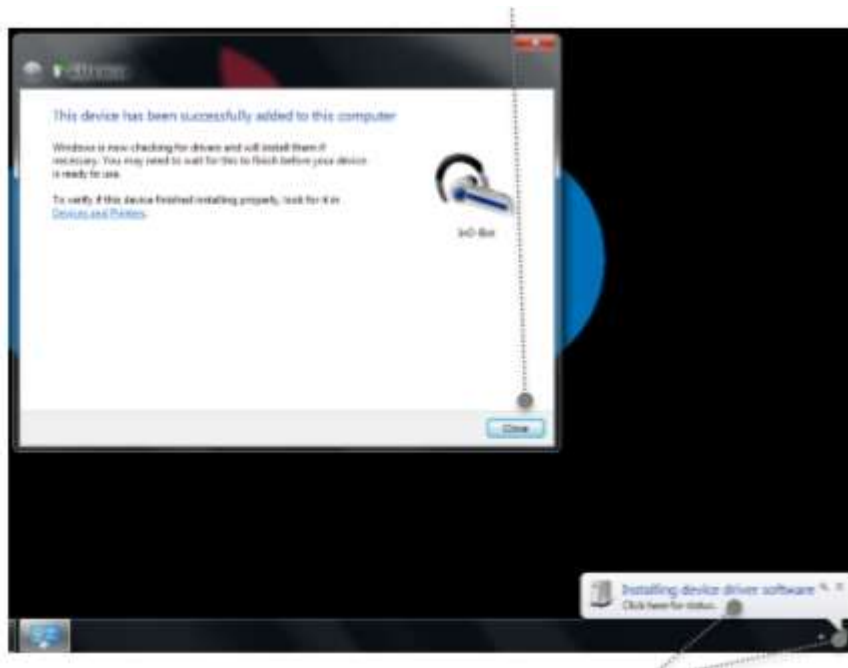 This device has been successfully added to this computer
Windows is now checking for drivers and will install them if
necessary. You may need to wait for this to finish before your device
is ready to use.
To verify if this device finished installing properly, look for it in
Devices and Printers.
Close
Installing device driver software
Click here for status.